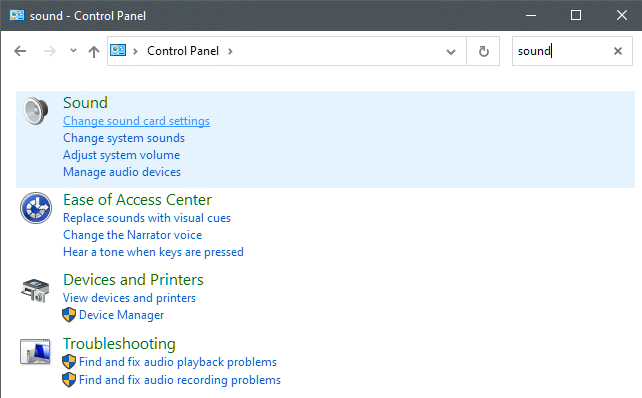 sound - Control Panel
Control Panel
sound
Sound
Change sound card settings
Change system sounds
Adjust system volume
Manage audio devices
Ease of Access Center
Replace sounds with visual cues
Change the Narrator voice
Hear a tone when keys are pressed
Devices and Printers
View devices and printers
Device Manager
Troubleshooting
Find and fix audio playback problems
Find and fix audio recording problems